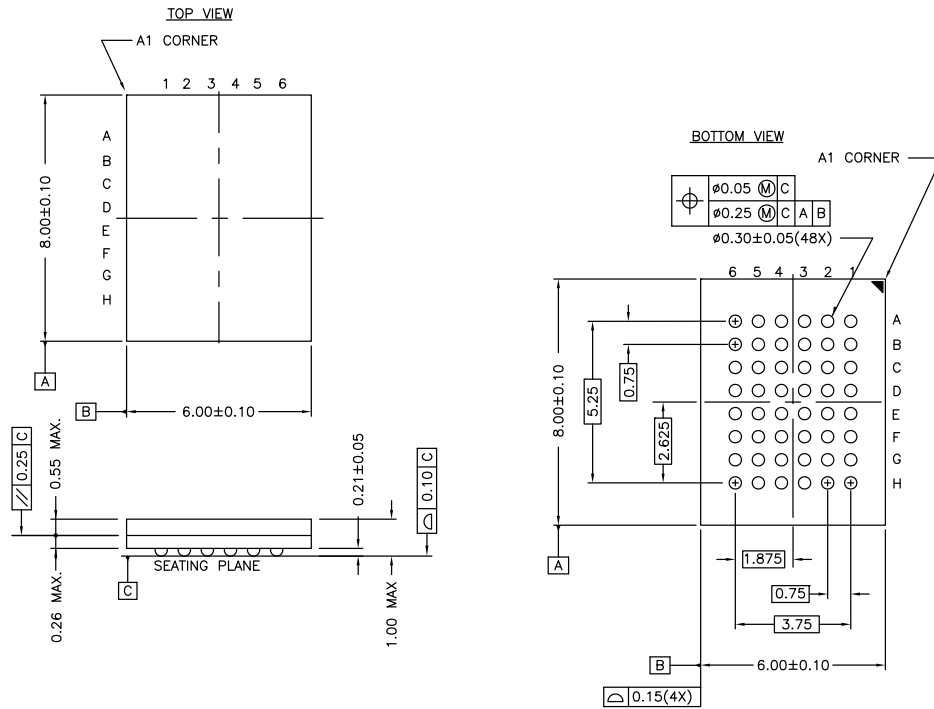 TOP VIEW
A1 CORNER
1 2 3 4 5 6
A
B
C
D
E
F
G
H
8.00±0.10
A
B
6.00±0.10
// 0.25 C
0.55 MAX.
0.21±0.05
⌓ 0.10 C
SEATING PLANE
C
0.26 MAX.
1.00 MAX
BOTTOM VIEW
A1 CORNER
⌖ ⌀0.05 Ⓜ C
⌀0.25 Ⓜ C A B
⌀0.30±0.05(48X)
6 5 4 3 2 1
A
B
C
D
E
F
G
H
8.00±0.10
5.25
0.75
2.625
A
1.875
0.75
3.75
B
6.00±0.10
⌓ 0.15(4X)